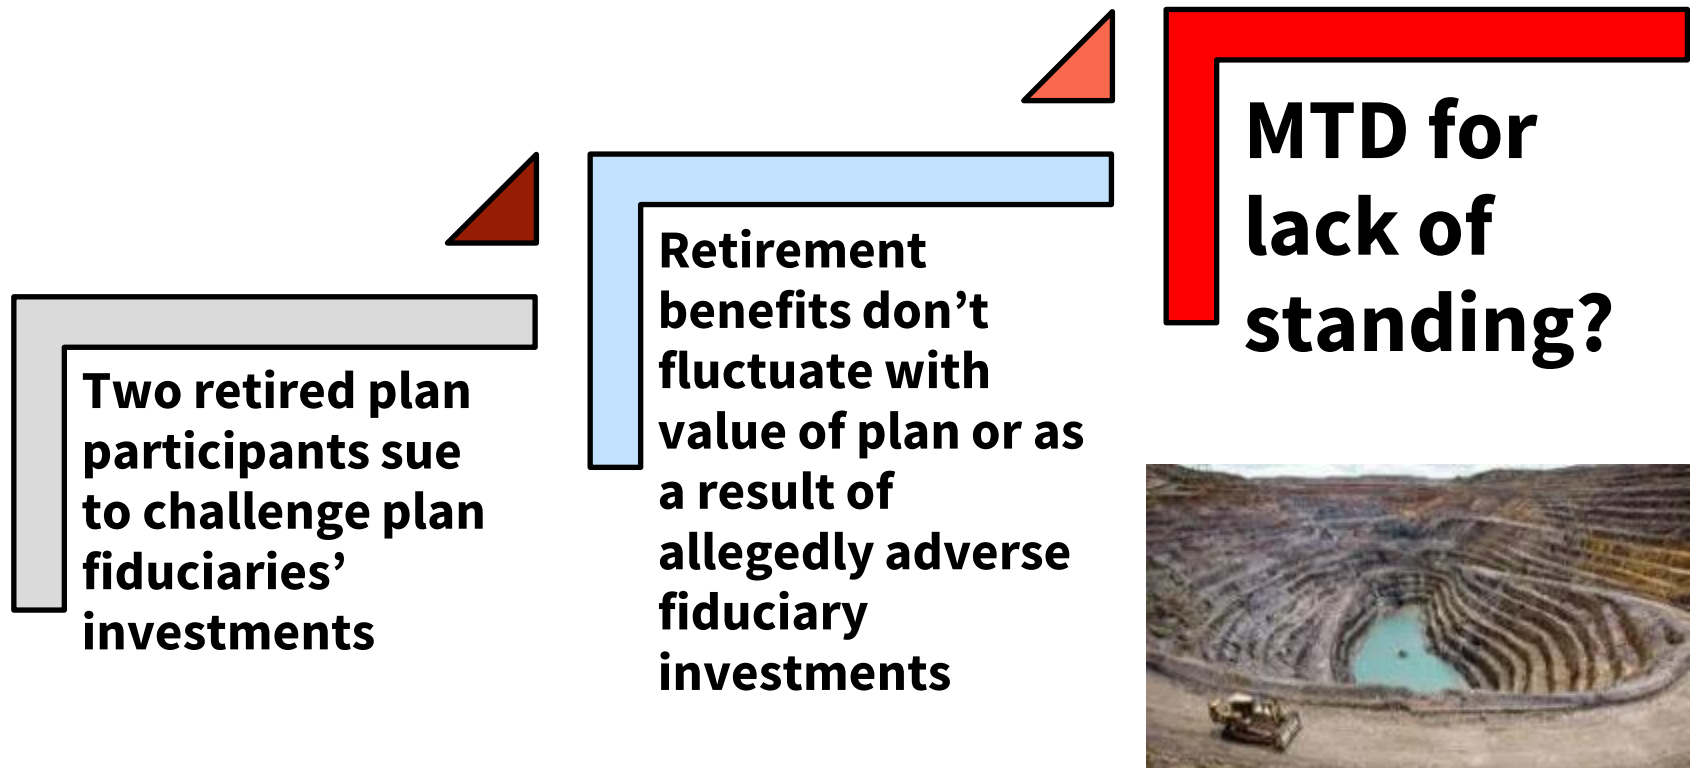 Two retired plan
participants sue
to challenge plan
fiduciaries’
investments
Retirement
benefits don’t
fluctuate with
value of plan or as
a result of
allegedly adverse
fiduciary
investments
MTD for
lack of
standing?